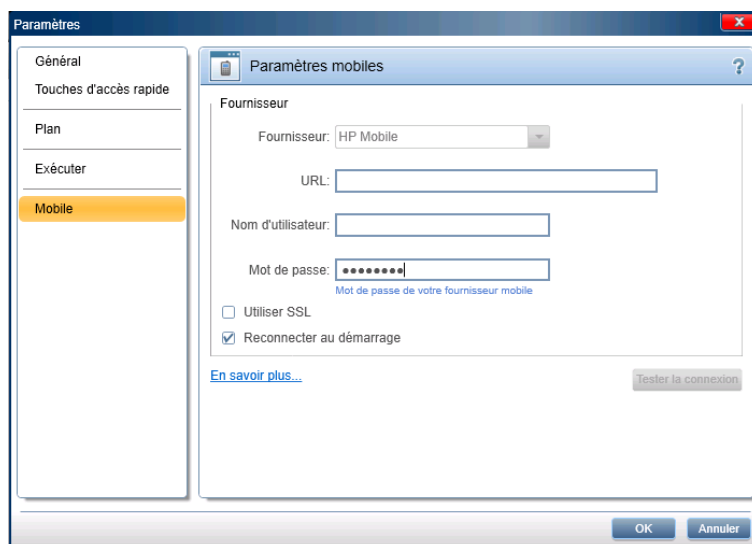 Paramètres
Général
Touches d'accès rapide
Plan
Exécuter
Mobile
Paramètres mobiles
?
Fournisseur
Fournisseur: HP Mobile
URL:
Nom d'utilisateur:
Mot de passe: ●●●●●●●●
Mot de passe de votre fournisseur mobile
Utiliser SSL
Reconnecter au démarrage
En savoir plus...
Tester la connexion
OK
Annuler